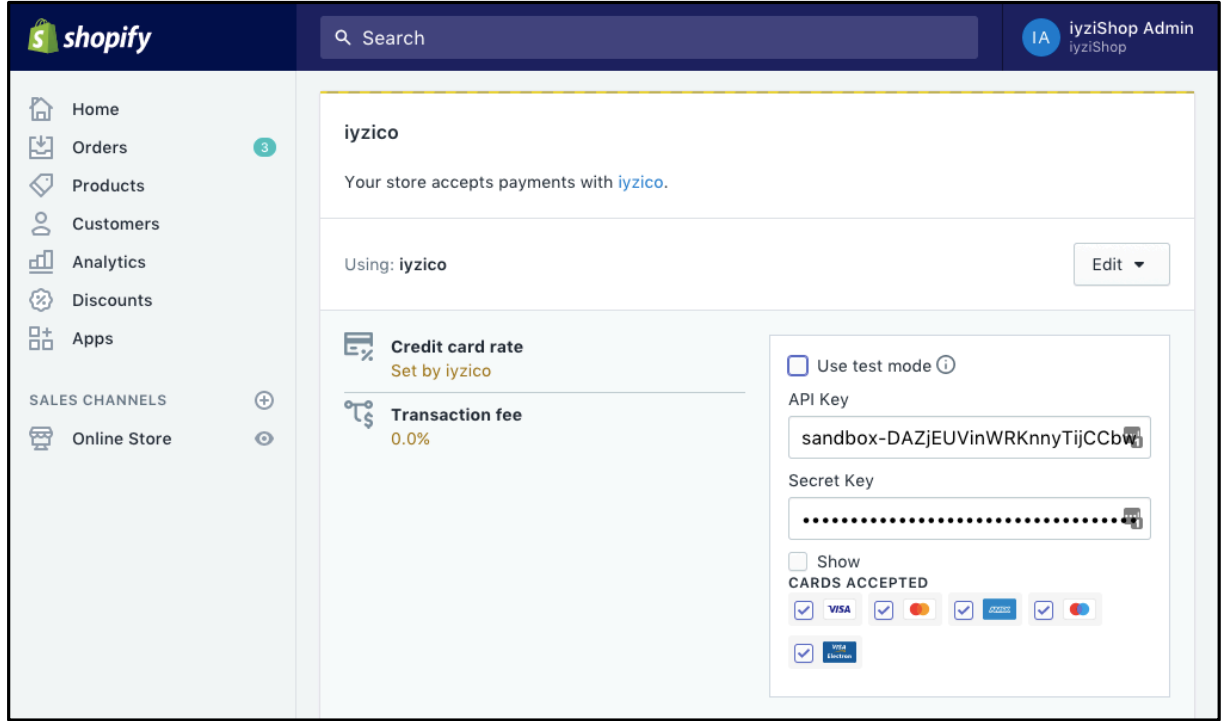 shopify
Search
IA
iyziShop Admin
iyziShop
Home
Orders 3
Products
Customers
Analytics
Discounts
Apps
SALES CHANNELS
Online Store
iyzico
Your store accepts payments with iyzico.
Using: iyzico
Edit
Credit card rate
Set by iyzico
Transaction fee
0.0%
Use test mode
API Key
sandbox-DAZjEUVinWRKnnyTijCCbw
Secret Key
Show
CARDS ACCEPTED
VISA
VISA
Electron